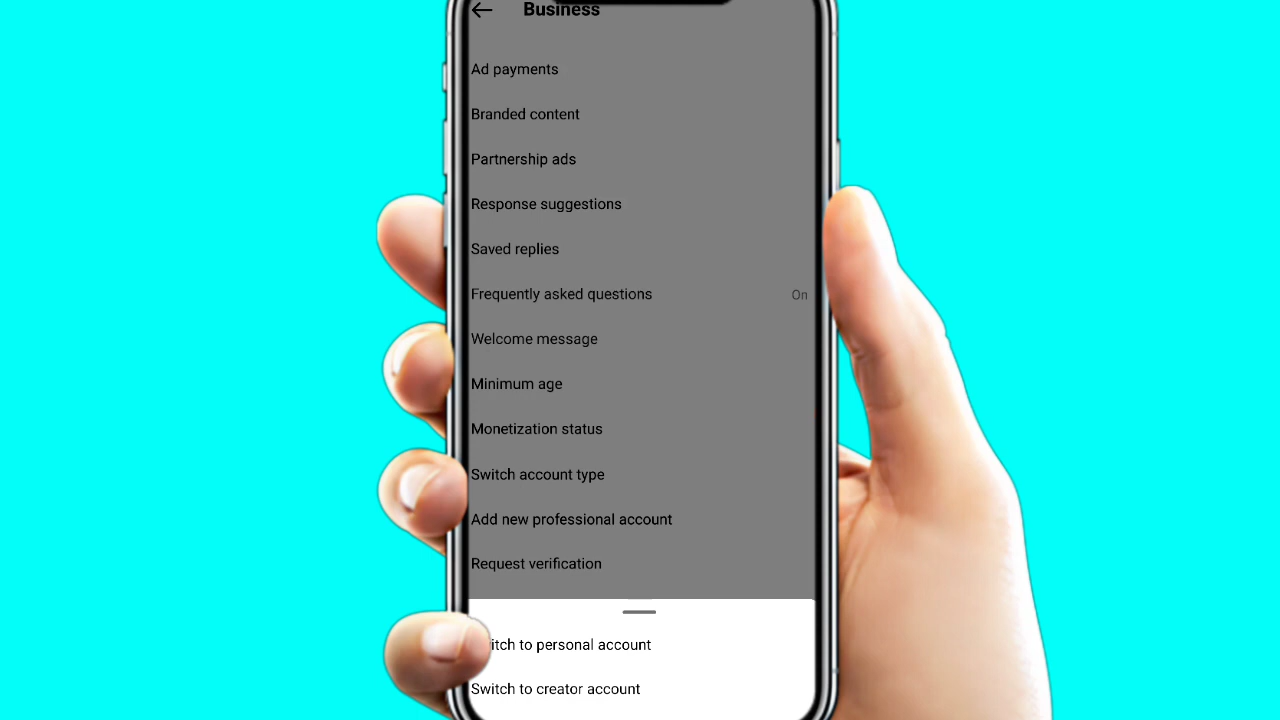 Business
Ad payments
Branded content
Partnership ads
Response suggestions
Saved replies
Frequently asked questions On
Welcome message
Minimum age
Monetization status
Switch account type
Add new professional account
Request verification
itch to personal account
Switch to creator account